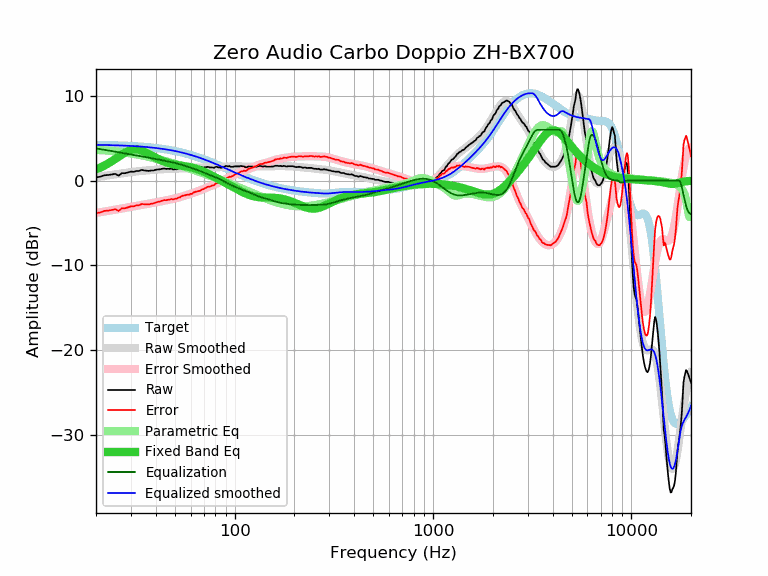 Zero Audio Carbo Doppio ZH-BX700
Amplitude (dBr)
10
0
−10
−20
−30
Target
Raw Smoothed
Error Smoothed
Raw
Error
Parametric Eq
Fixed Band Eq
Equalization
Equalized smoothed
100
1000
10000
Frequency (Hz)